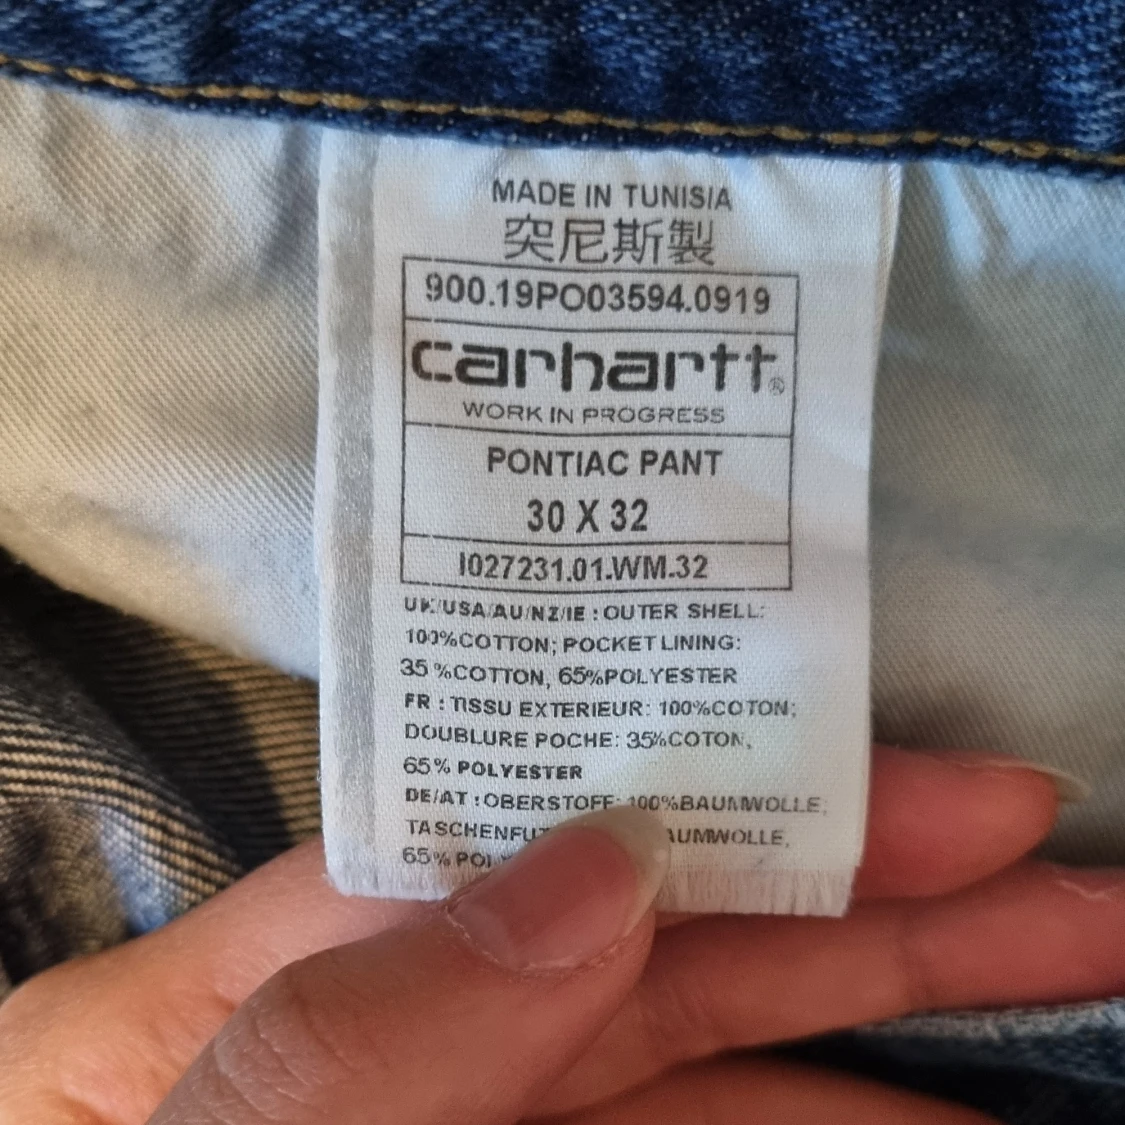 MADE IN TUNISIA
突尼斯製
900.19PO03594.0919
carhartt®
WORK IN PROGRESS
PONTIAC PANT
30 X 32
I027231.01.WM.32
UK/USA/AU/NZ/IE : OUTER SHELL:
100%COTTON; POCKET LINING:
35 %COTTON, 65%POLYESTER
FR : TISSU EXTERIEUR: 100%COTON;
DOUBLURE POCHE: 35%COTON,
65% POLYESTER
DE/AT : OBERSTOFF: 100%BAUMWOLLE;
65%